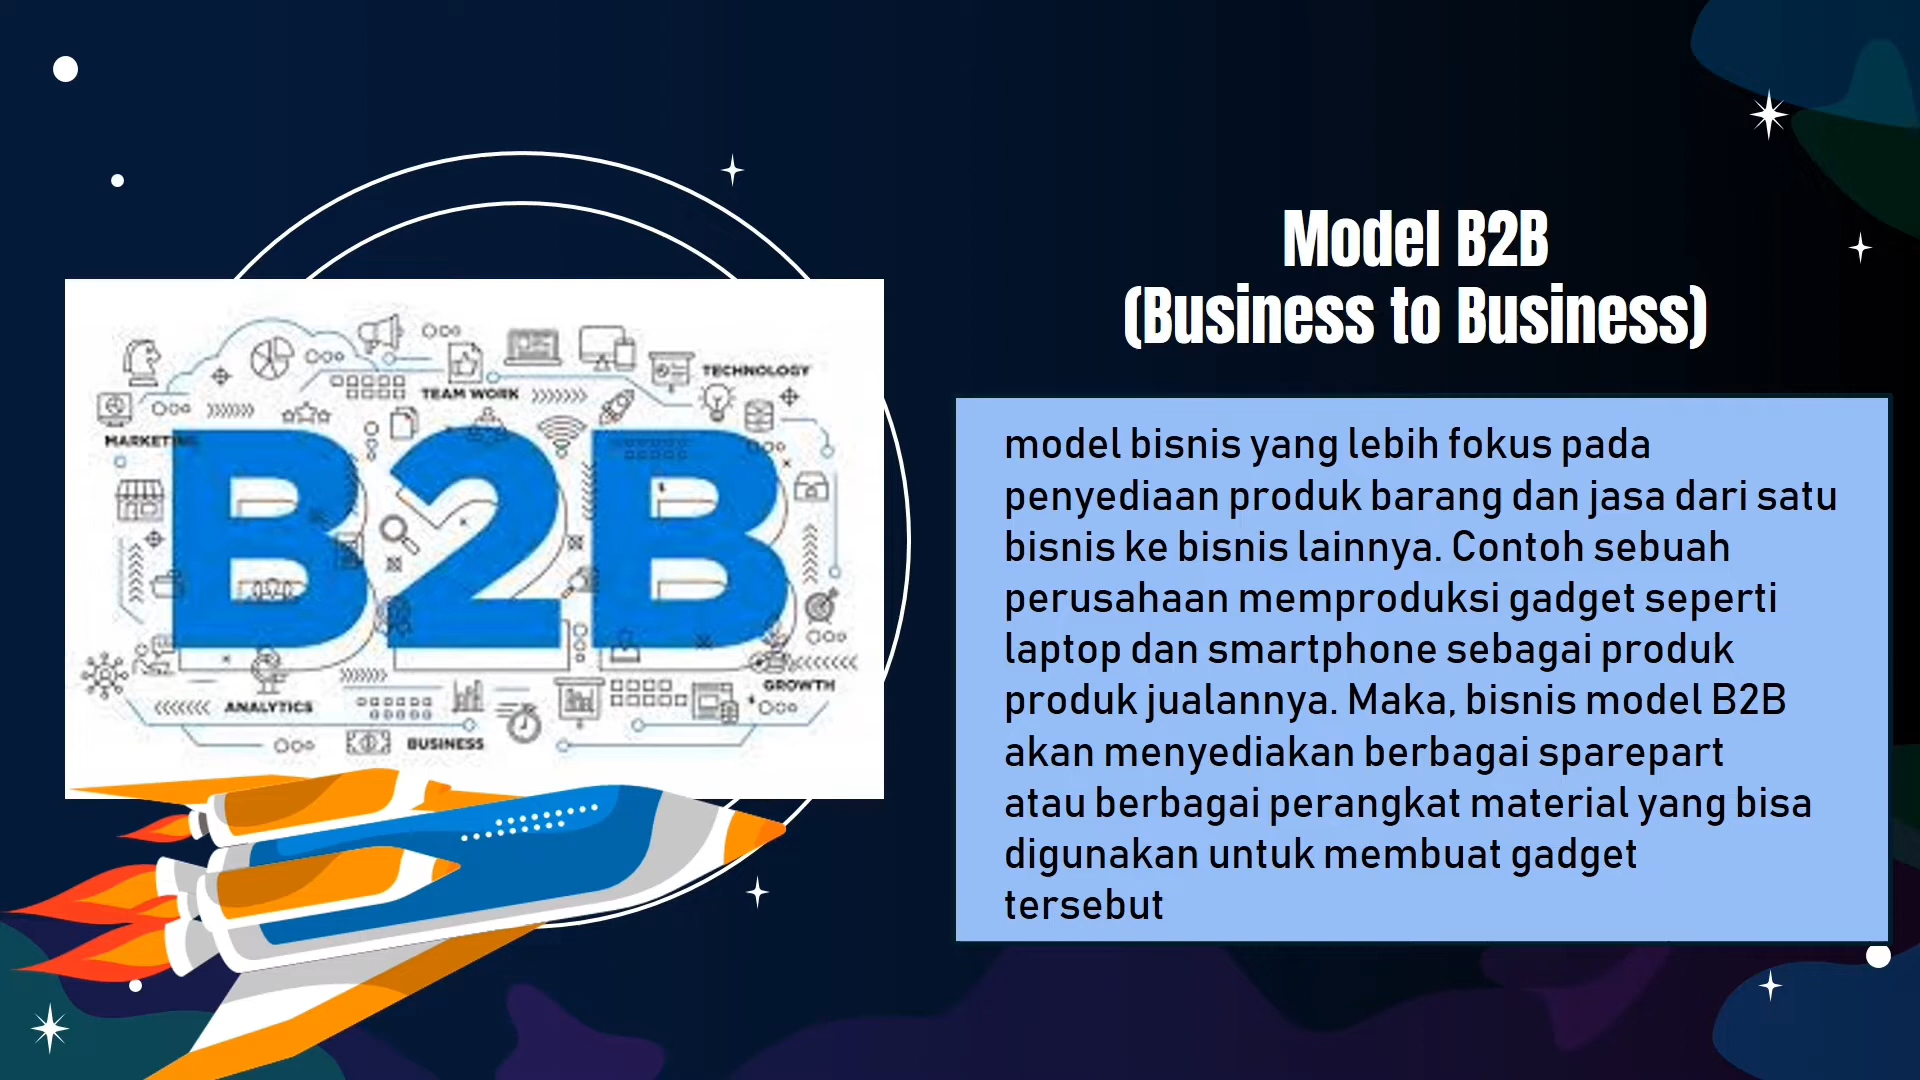 Model B2B
(Business to Business)
model bisnis yang lebih fokus pada
penyediaan produk barang dan jasa dari satu
bisnis ke bisnis lainnya. Contoh sebuah
perusahaan memproduksi gadget seperti
laptop dan smartphone sebagai produk
produk jualannya. Maka, bisnis model B2B
akan menyediakan berbagai sparepart
atau berbagai perangkat material yang bisa
digunakan untuk membuat gadget
tersebut
TECHNOLOGY
TEAM WORK
MARKETING
B2B
GROWTH
ANALYTICS
BUSINESS